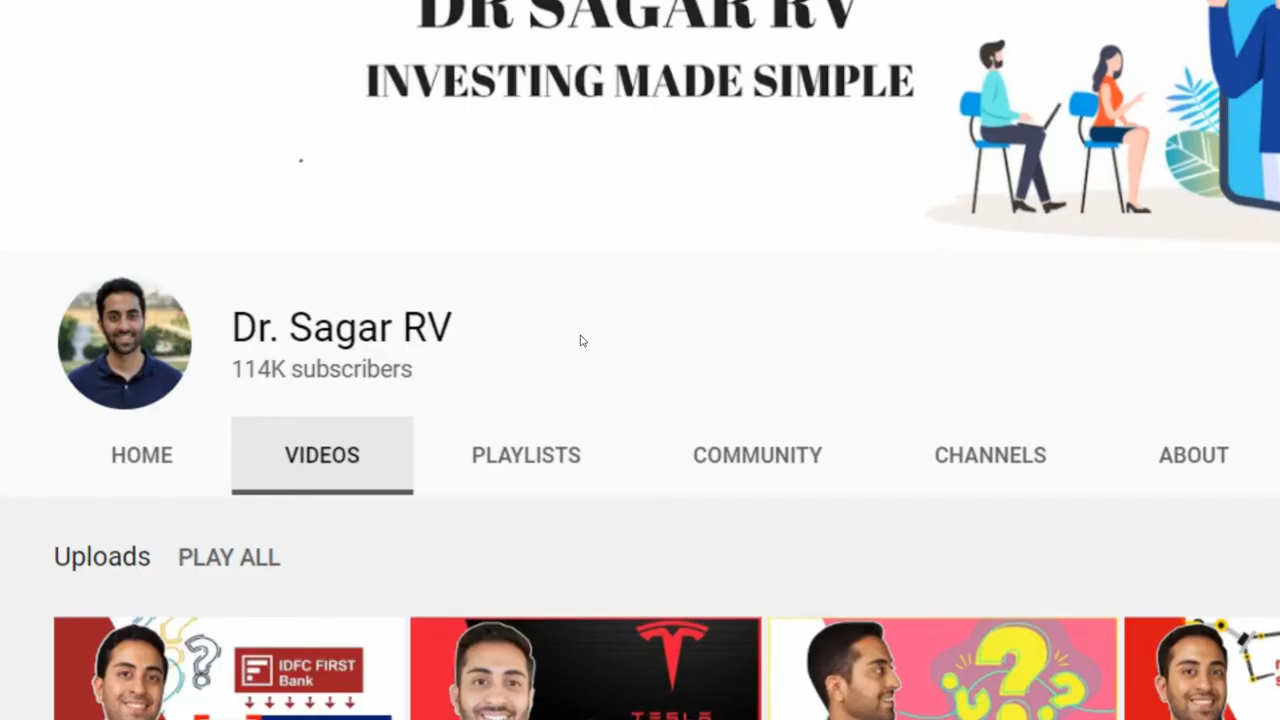 DR SAGAR RV
INVESTING MADE SIMPLE
Dr. Sagar RV
114K subscribers
HOME VIDEOS PLAYLISTS COMMUNITY CHANNELS ABOUT
Uploads PLAY ALL
IDFC FIRST
Bank
TESLA